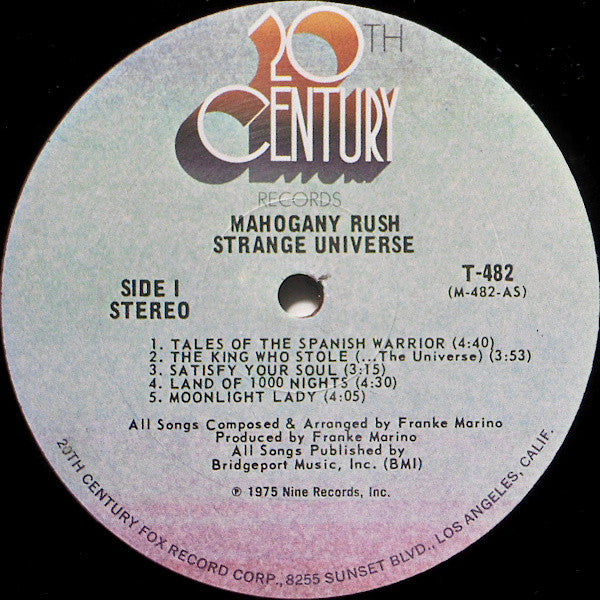 20TH
CENTURY
RECORDS
MAHOGANY RUSH
STRANGE UNIVERSE
SIDE I
STEREO
T-482
(M-482-AS)
1. TALES OF THE SPANISH WARRIOR (4:40)
2. THE KING WHO STOLE (...The Universe) (3:53)
3. SATISFY YOUR SOUL (3:15)
4. LAND OF 1000 NIGHTS (4:30)
5. MOONLIGHT LADY (4:05)
All Songs Composed & Arranged by Franke Marino
Produced by Franke Marino
All Songs Published by
Bridgeport Music, Inc. (BMI)
℗ 1975 Nine Records, Inc.
20TH CENTURY FOX RECORD CORP., 8255 SUNSET BLVD., LOS ANGELES, CALIF.